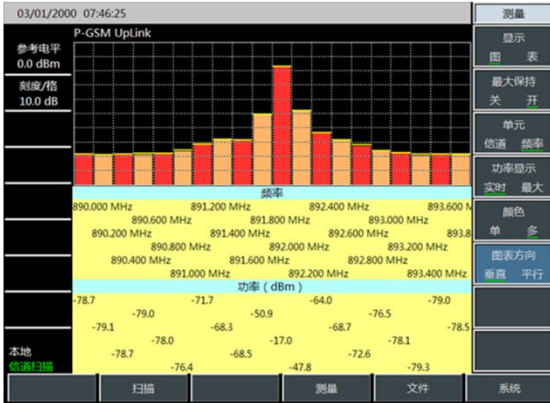 03/01/2000 07:46:25
测量
P-GSM UpLink
参考电平
0.0 dBm
刻度/格
10.0 dB
显示
图 表
最大保持
关 开
单元
信道 频率
功率显示
实时 最大
颜色
单 多
图表方向
垂直 平行
频率
890.000 MHz 891.200 MHz 892.400 MHz 893.600 M
890.600 MHz 891.800 MHz 893.000 MHz
890.200 MHz 891.400 MHz 892.600 MHz 893.8
890.800 MHz 892.000 MHz 893.200 MHz
890.400 MHz 891.600 MHz 892.800 MHz
891.000 MHz 892.200 MHz 893.400 MHz
功率 ( dBm )
-78.7 -71.7 -64.0 -79.0
-79.0 -50.9 -76.5
-79.1 -68.3 -68.7 -78.5
-78.0 -17.0 -78.1
-78.7 -68.5 -72.6
-76.4 -47.8 -79.3
本地
信道扫描
扫描 测量 文件 系统